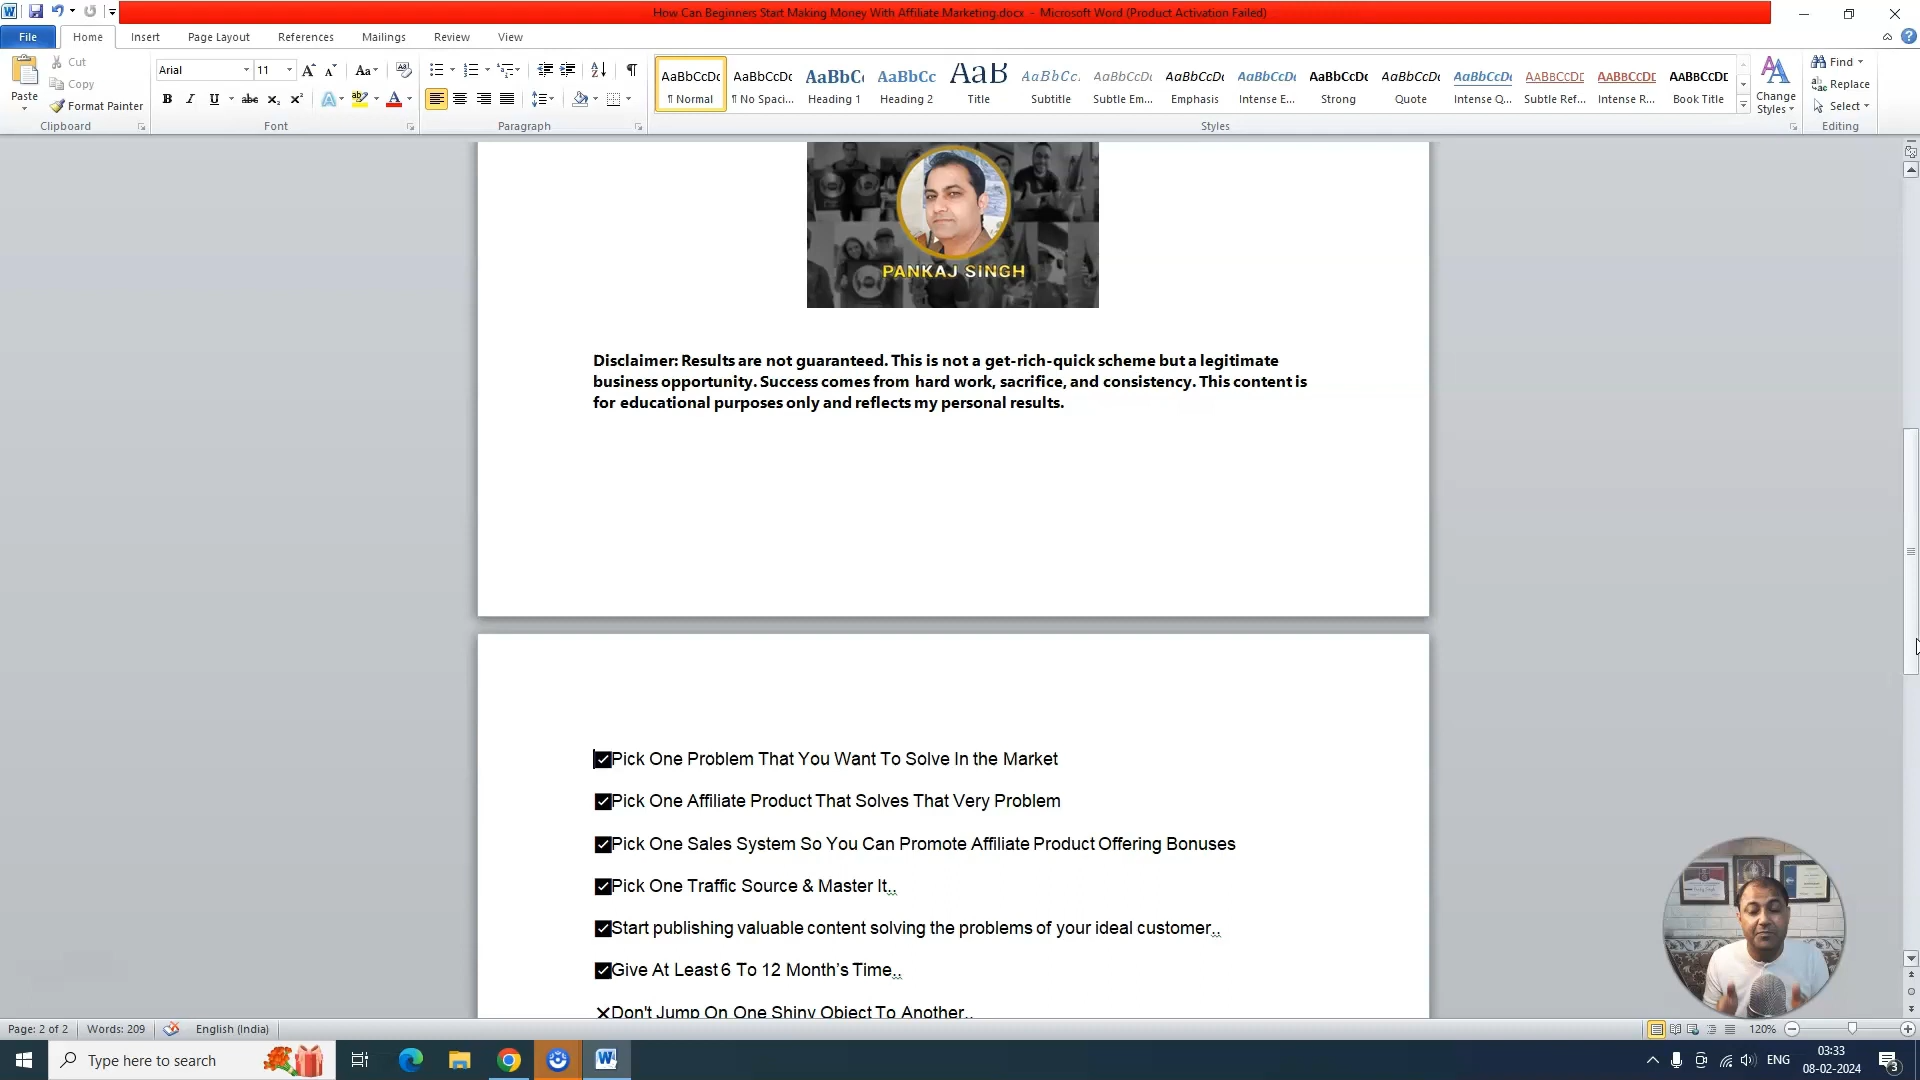 How Can Beginners Start Making Money With Affiliate Marketing.docx - Microsoft Word (Product Activation Failed)
File Home Insert Page Layout References Mailings Review View
Paste
Cut
Copy
Format Painter
Clipboard
Arial 11
Font
Paragraph
AaBbCcDc AaBbCcDc AaBbC AaBbCc AaB AaBbCc. AaBbCcDc AaBbCcDc AaBbCcDc AaBbCcDc AaBbCcDc AaBbCcDc AABBCCDE AABBCCDE AABBCCDE
¶ Normal ¶ No Spaci... Heading 1 Heading 2 Title Subtitle Subtle Em... Emphasis Intense E... Strong Quote Intense Q... Subtle Ref... Intense R... Book Title
Styles
Change
Styles
Find
Replace
Select
Editing
PANKAJ SINGH
Disclaimer: Results are not guaranteed. This is not a get-rich-quick scheme but a legitimate
business opportunity. Success comes from hard work, sacrifice, and consistency. This content is
for educational purposes only and reflects my personal results.
Pick One Problem That You Want To Solve In the Market
Pick One Affiliate Product That Solves That Very Problem
Pick One Sales System So You Can Promote Affiliate Product Offering Bonuses
Pick One Traffic Source & Master It..
Start publishing valuable content solving the problems of your ideal customer..
Give At Least 6 To 12 Month’s Time..
Don't Jump On One Shiny Object To Another..
Page: 2 of 2 Words: 209 English (India) 120%
Type here to search
ENG
03:33
08-02-2024
3